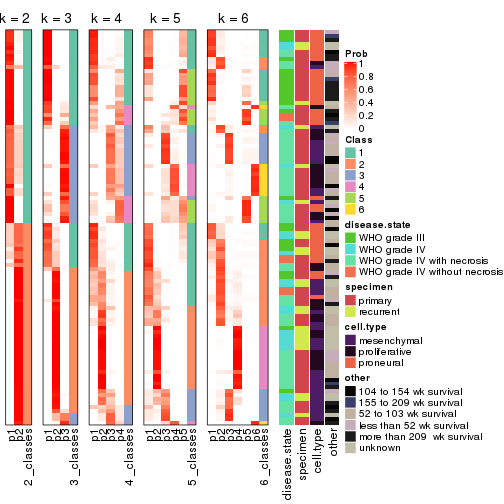 k = 2 k = 3 k = 4 k = 5 k = 6
Prob
1
0.8
0.6
0.4
0.2
0
Class
1
2
3
4
5
6
disease.state
WHO grade III
WHO grade IV
WHO grade IV with necrosis
WHO grade IV without necrosis
specimen
primary
recurrent
cell.type
mesenchymal
proliferative
proneural
other
104 to 154 wk survival
155 to 209 wk survival
52 to 103 wk survival
less than 52 wk survival
more than 209 wk survival
unknown
p1
p2
2_classes
p1
p2
p3
3_classes
p1
p2
p3
p4
4_classes
p1
p2
p3
p4
p5
5_classes
p1
p2
p3
p4
p5
p6
6_classes
disease.state
specimen
cell.type
other